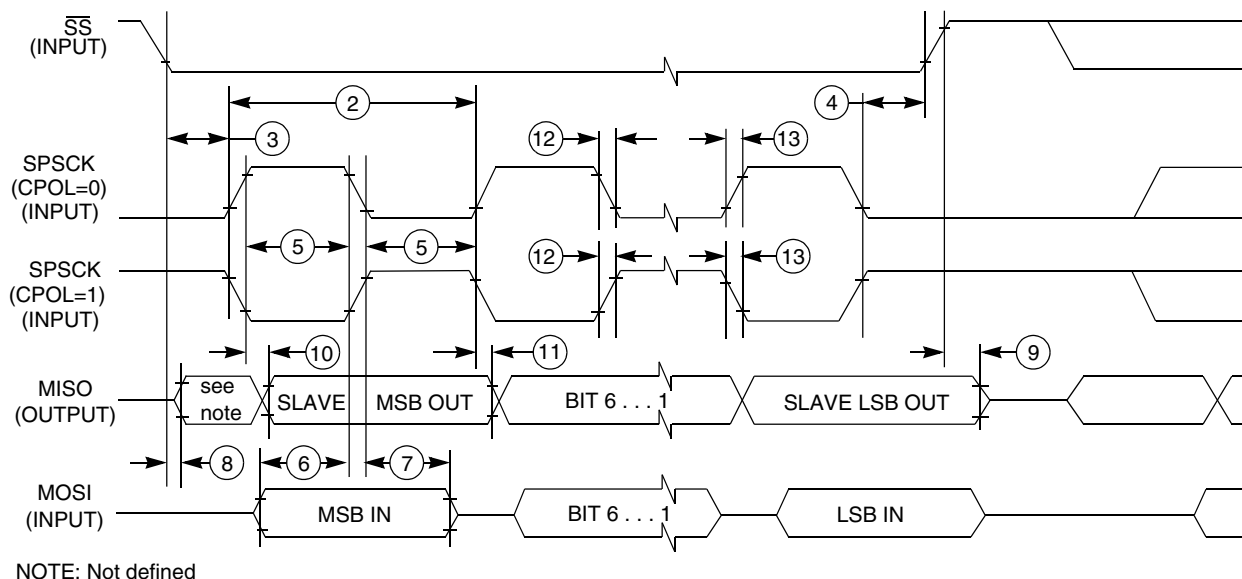 SS
(INPUT)
2
4
3
12
13
SPSCK
(CPOL=0)
(INPUT)
5
5
12
13
SPSCK
(CPOL=1)
(INPUT)
10
11
9
MISO
(OUTPUT)
see
note
SLAVE
MSB OUT
BIT 6 . . . 1
SLAVE LSB OUT
8
6
7
MOSI
(INPUT)
MSB IN
BIT 6 . . . 1
LSB IN
NOTE: Not defined